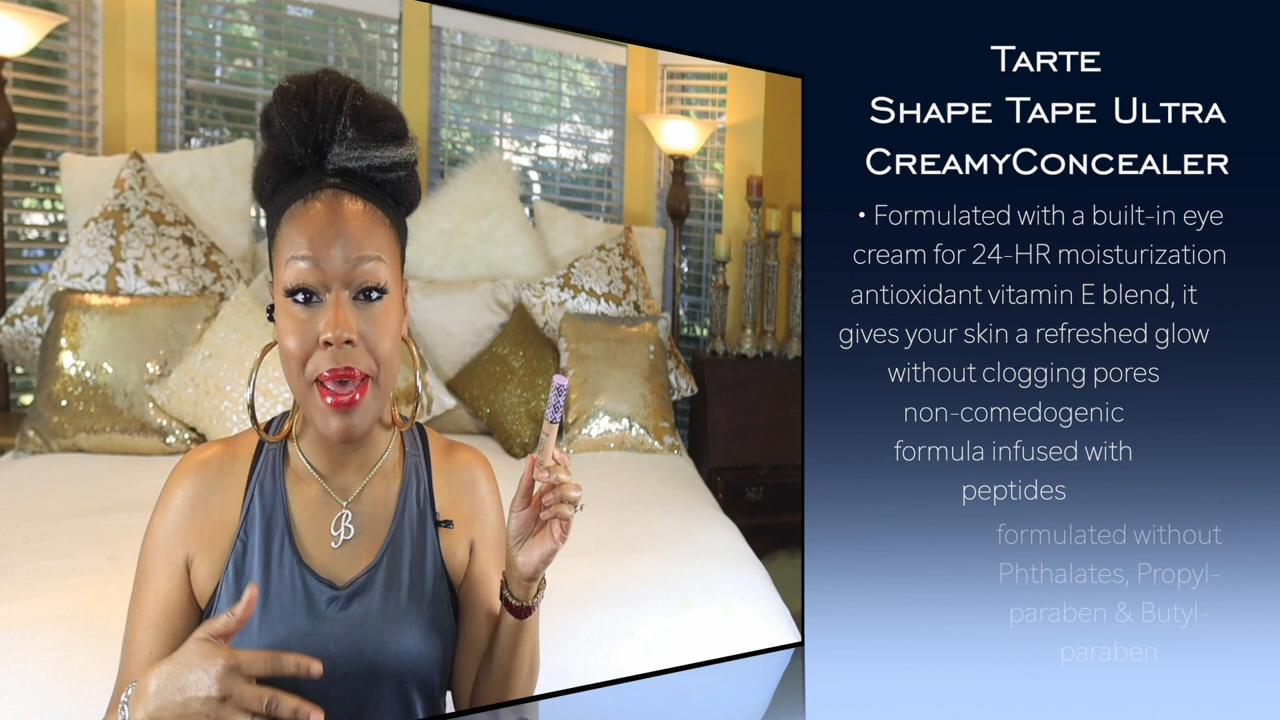 TARTE
SHAPE TAPE ULTRA
CREAMYCONCEALER
• Formulated with a built-in eye
cream for 24-HR moisturization
antioxidant vitamin E blend, it
gives your skin a refreshed glow
without clogging pores
non-comedogenic
formula infused with
peptides
formulated without
Phthalates, Propyl-
paraben & Butyl-
paraben
B